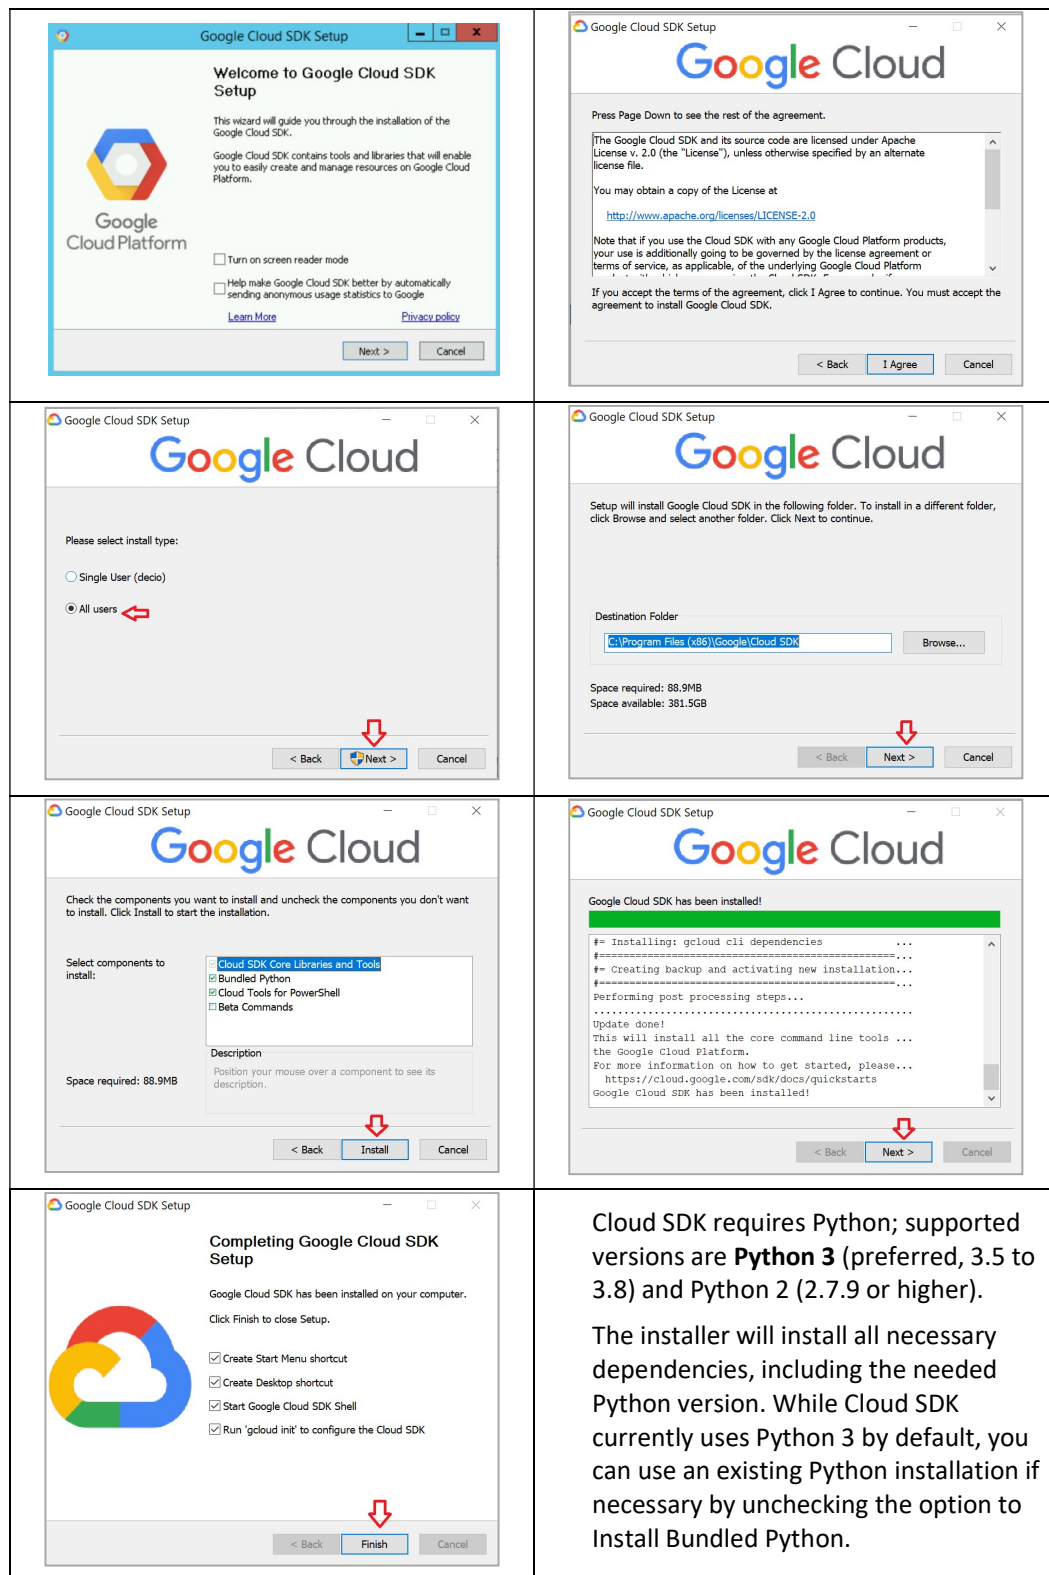 Google Cloud SDK Setup
Welcome to Google Cloud SDK
Setup
This wizard will guide you through the installation of the
Google Cloud SDK.
Google Cloud SDK contains tools and libraries that will enable
you to easily create and manage resources on Google Cloud
Platform.
Google
Cloud Platform
Turn on screen reader mode
Help make Google Cloud SDK better by automatically
sending anonymous usage statistics to Google
Learn More Privacy policy
Next > Cancel
Google Cloud SDK Setup
Google Cloud
Press Page Down to see the rest of the agreement.
The Google Cloud SDK and its source code are licensed under Apache
License v. 2.0 (the "License"), unless otherwise specified by an alternate
license file.
You may obtain a copy of the License at
http://www.apache.org/licenses/LICENSE-2.0
Note that if you use the Cloud SDK with any Google Cloud Platform products,
your use is additionally going to be governed by the license agreement or
terms of service, as applicable, of the underlying Google Cloud Platform
If you accept the terms of the agreement, click I Agree to continue. You must accept the
agreement to install Google Cloud SDK.
< Back I Agree Cancel
Google Cloud SDK Setup
Google Cloud
Please select install type:
Single User (decio)
All users
< Back Next > Cancel
Google Cloud SDK Setup
Google Cloud
Setup will install Google Cloud SDK in the following folder. To install in a different folder,
click Browse and select another folder. Click Next to continue.
Destination Folder
C:\Program Files (x86)\Google\Cloud SDK Browse...
Space required: 88.9MB
Space available: 381.5GB
< Back Next > Cancel
Google Cloud SDK Setup
Google Cloud
Check the components you want to install and uncheck the components you don't want
to install. Click Install to start the installation.
Select components to
install:
Cloud SDK Core Libraries and Tools
Bundled Python
Cloud Tools for PowerShell
Beta Commands
Description
Position your mouse over a component to see its
description.
Space required: 88.9MB
< Back Install Cancel
Google Cloud SDK Setup
Google Cloud
Google Cloud SDK has been installed!
#= Installing: gcloud cli dependencies ...
#================================================...
#= Creating backup and activating new installation...
#================================================...
Performing post processing steps...
...................................................
Update done!
This will install all the core command line tools ...
the Google Cloud Platform.
For more information on how to get started, please...
https://cloud.google.com/sdk/docs/quickstarts
Google Cloud SDK has been installed!
< Back Next > Cancel
Google Cloud SDK Setup
Completing Google Cloud SDK
Setup
Google Cloud SDK has been installed on your computer.
Click Finish to close Setup.
Create Start Menu shortcut
Create Desktop shortcut
Start Google Cloud SDK Shell
Run 'gcloud init' to configure the Cloud SDK
< Back Finish Cancel
Cloud SDK requires Python; supported
versions are Python 3 (preferred, 3.5 to
3.8) and Python 2 (2.7.9 or higher).
The installer will install all necessary
dependencies, including the needed
Python version. While Cloud SDK
currently uses Python 3 by default, you
can use an existing Python installation if
necessary by unchecking the option to
Install Bundled Python.